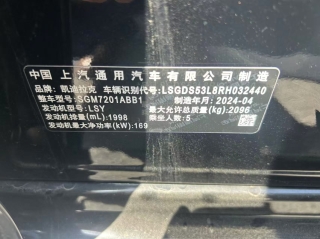 中国 上汽通用汽车有限公司 制造
品牌：凯迪拉克 车辆识别代号：LSGDS53L8RH032440
整车型号：SGM7201ABB1 制造年月：2024-04
发动机型号：LSY 最大允许总质量(kg)：2096
发动机排量(mL)：1998 乘坐人数：5
发动机最大净功率(kW)：169